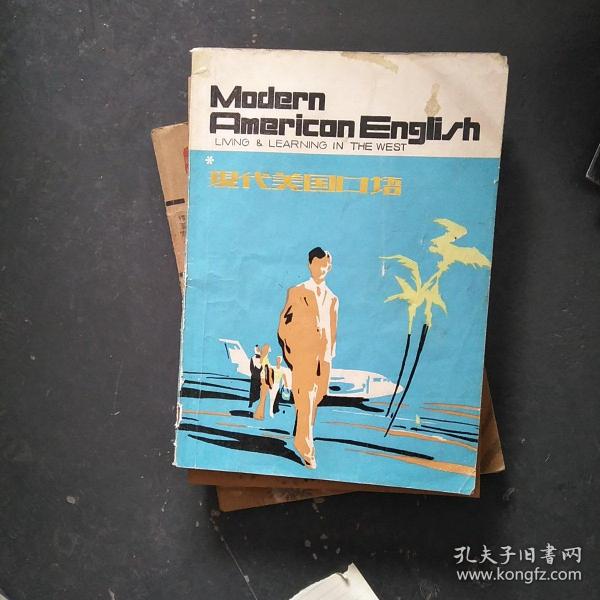 Modern
American English
LIVING & LEARNING IN THE WEST
*现代美国口语
孔夫子旧书网
www.kongfz.com